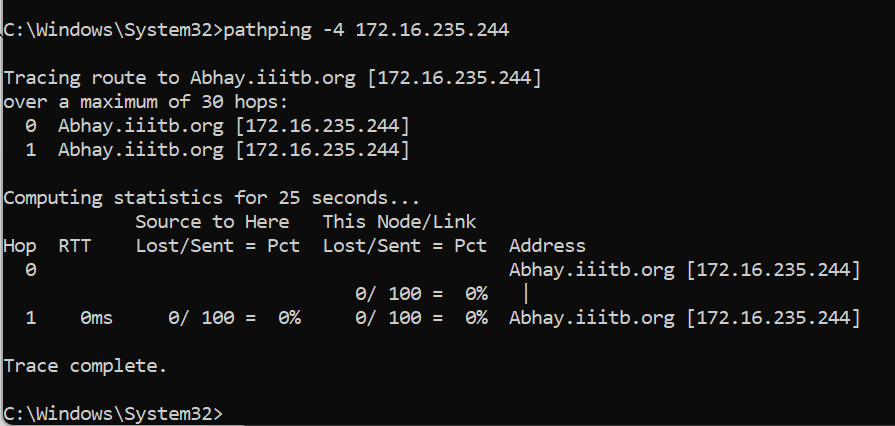 C:\Windows\System32>pathping -4 172.16.235.244
Tracing route to Abhay.iiitb.org [172.16.235.244]
over a maximum of 30 hops:
  0  Abhay.iiitb.org [172.16.235.244]
  1  Abhay.iiitb.org [172.16.235.244]
Computing statistics for 25 seconds...
            Source to Here   This Node/Link
Hop  RTT    Lost/Sent = Pct  Lost/Sent = Pct  Address
  0                                           Abhay.iiitb.org [172.16.235.244]
                                0/ 100 =  0%   |
  1    0ms     0/ 100 =  0%     0/ 100 =  0%  Abhay.iiitb.org [172.16.235.244]
Trace complete.
C:\Windows\System32>